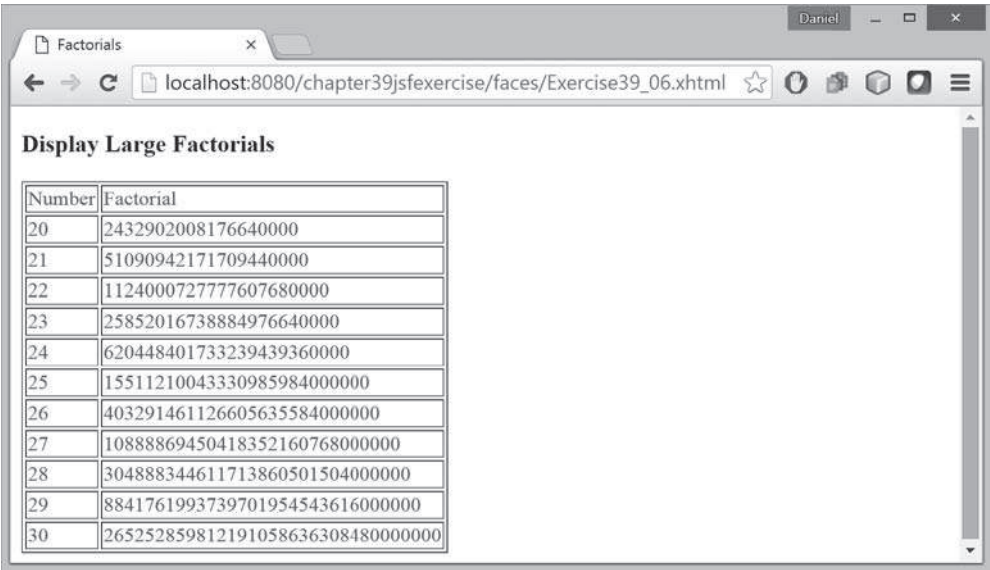 Daniel
Factorials
localhost:8080/chapter39jsfexercise/faces/Exercise39_06.xhtml
Display Large Factorials
Number Factorial
20 2432902008176640000
21 51090942171709440000
22 1124000727777607680000
23 25852016738884976640000
24 620448401733239439360000
25 15511210043330985984000000
26 403291461126605635584000000
27 10888869450418352160768000000
28 304888344611713860501504000000
29 8841761993739701954543616000000
30 265252859812191058636308480000000